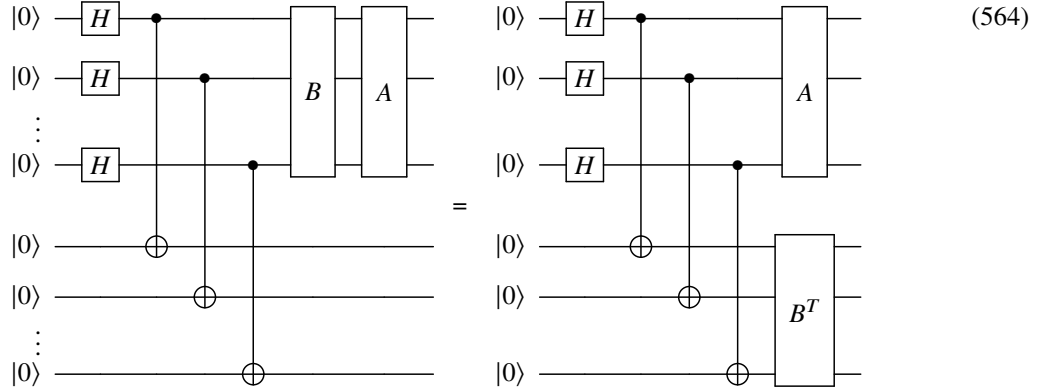 |0⟩ H |0⟩ H (564)
|0⟩ H B A |0⟩ H A
⋮ ⋮
|0⟩ H |0⟩ H
=
|0⟩ |0⟩
|0⟩ |0⟩ B^T
⋮ ⋮
|0⟩ |0⟩